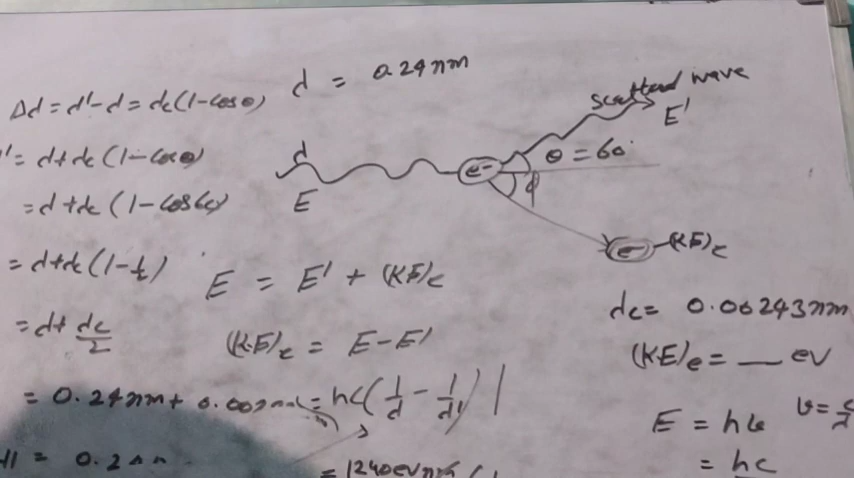 d = 0.24nm
Δd = d'-d = dc(1-cosθ)
' = d+dc (1-cosθ)
= d+dc (1-cos60)
= d+dc (1-½)
= d+ dc/2
= 0.24nm+
d
E
e-
scattered wave
E'
θ = 60°
ϕ
e-
(KE)e
E = E' + (KE)e
(KE)e = E-E'
= hc(1/d - 1/d')
= 1240evnm
dc = 0.00243nm
(KE)e = __ ev
E = hυ υ=c/λ
= hc